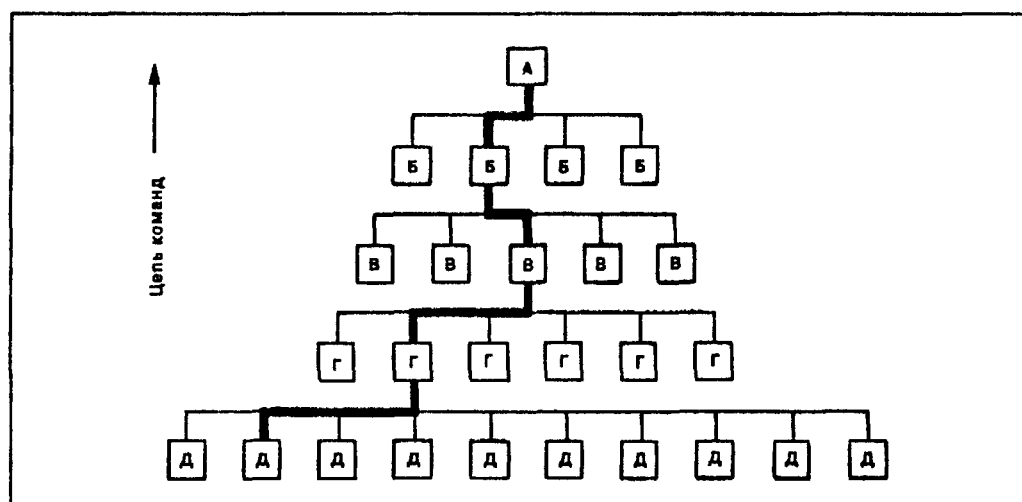 А
Б Б Б Б
В В В В В
Г Г Г Г Г Г
Д Д Д Д Д Д Д Д Д Д
Цепь команд